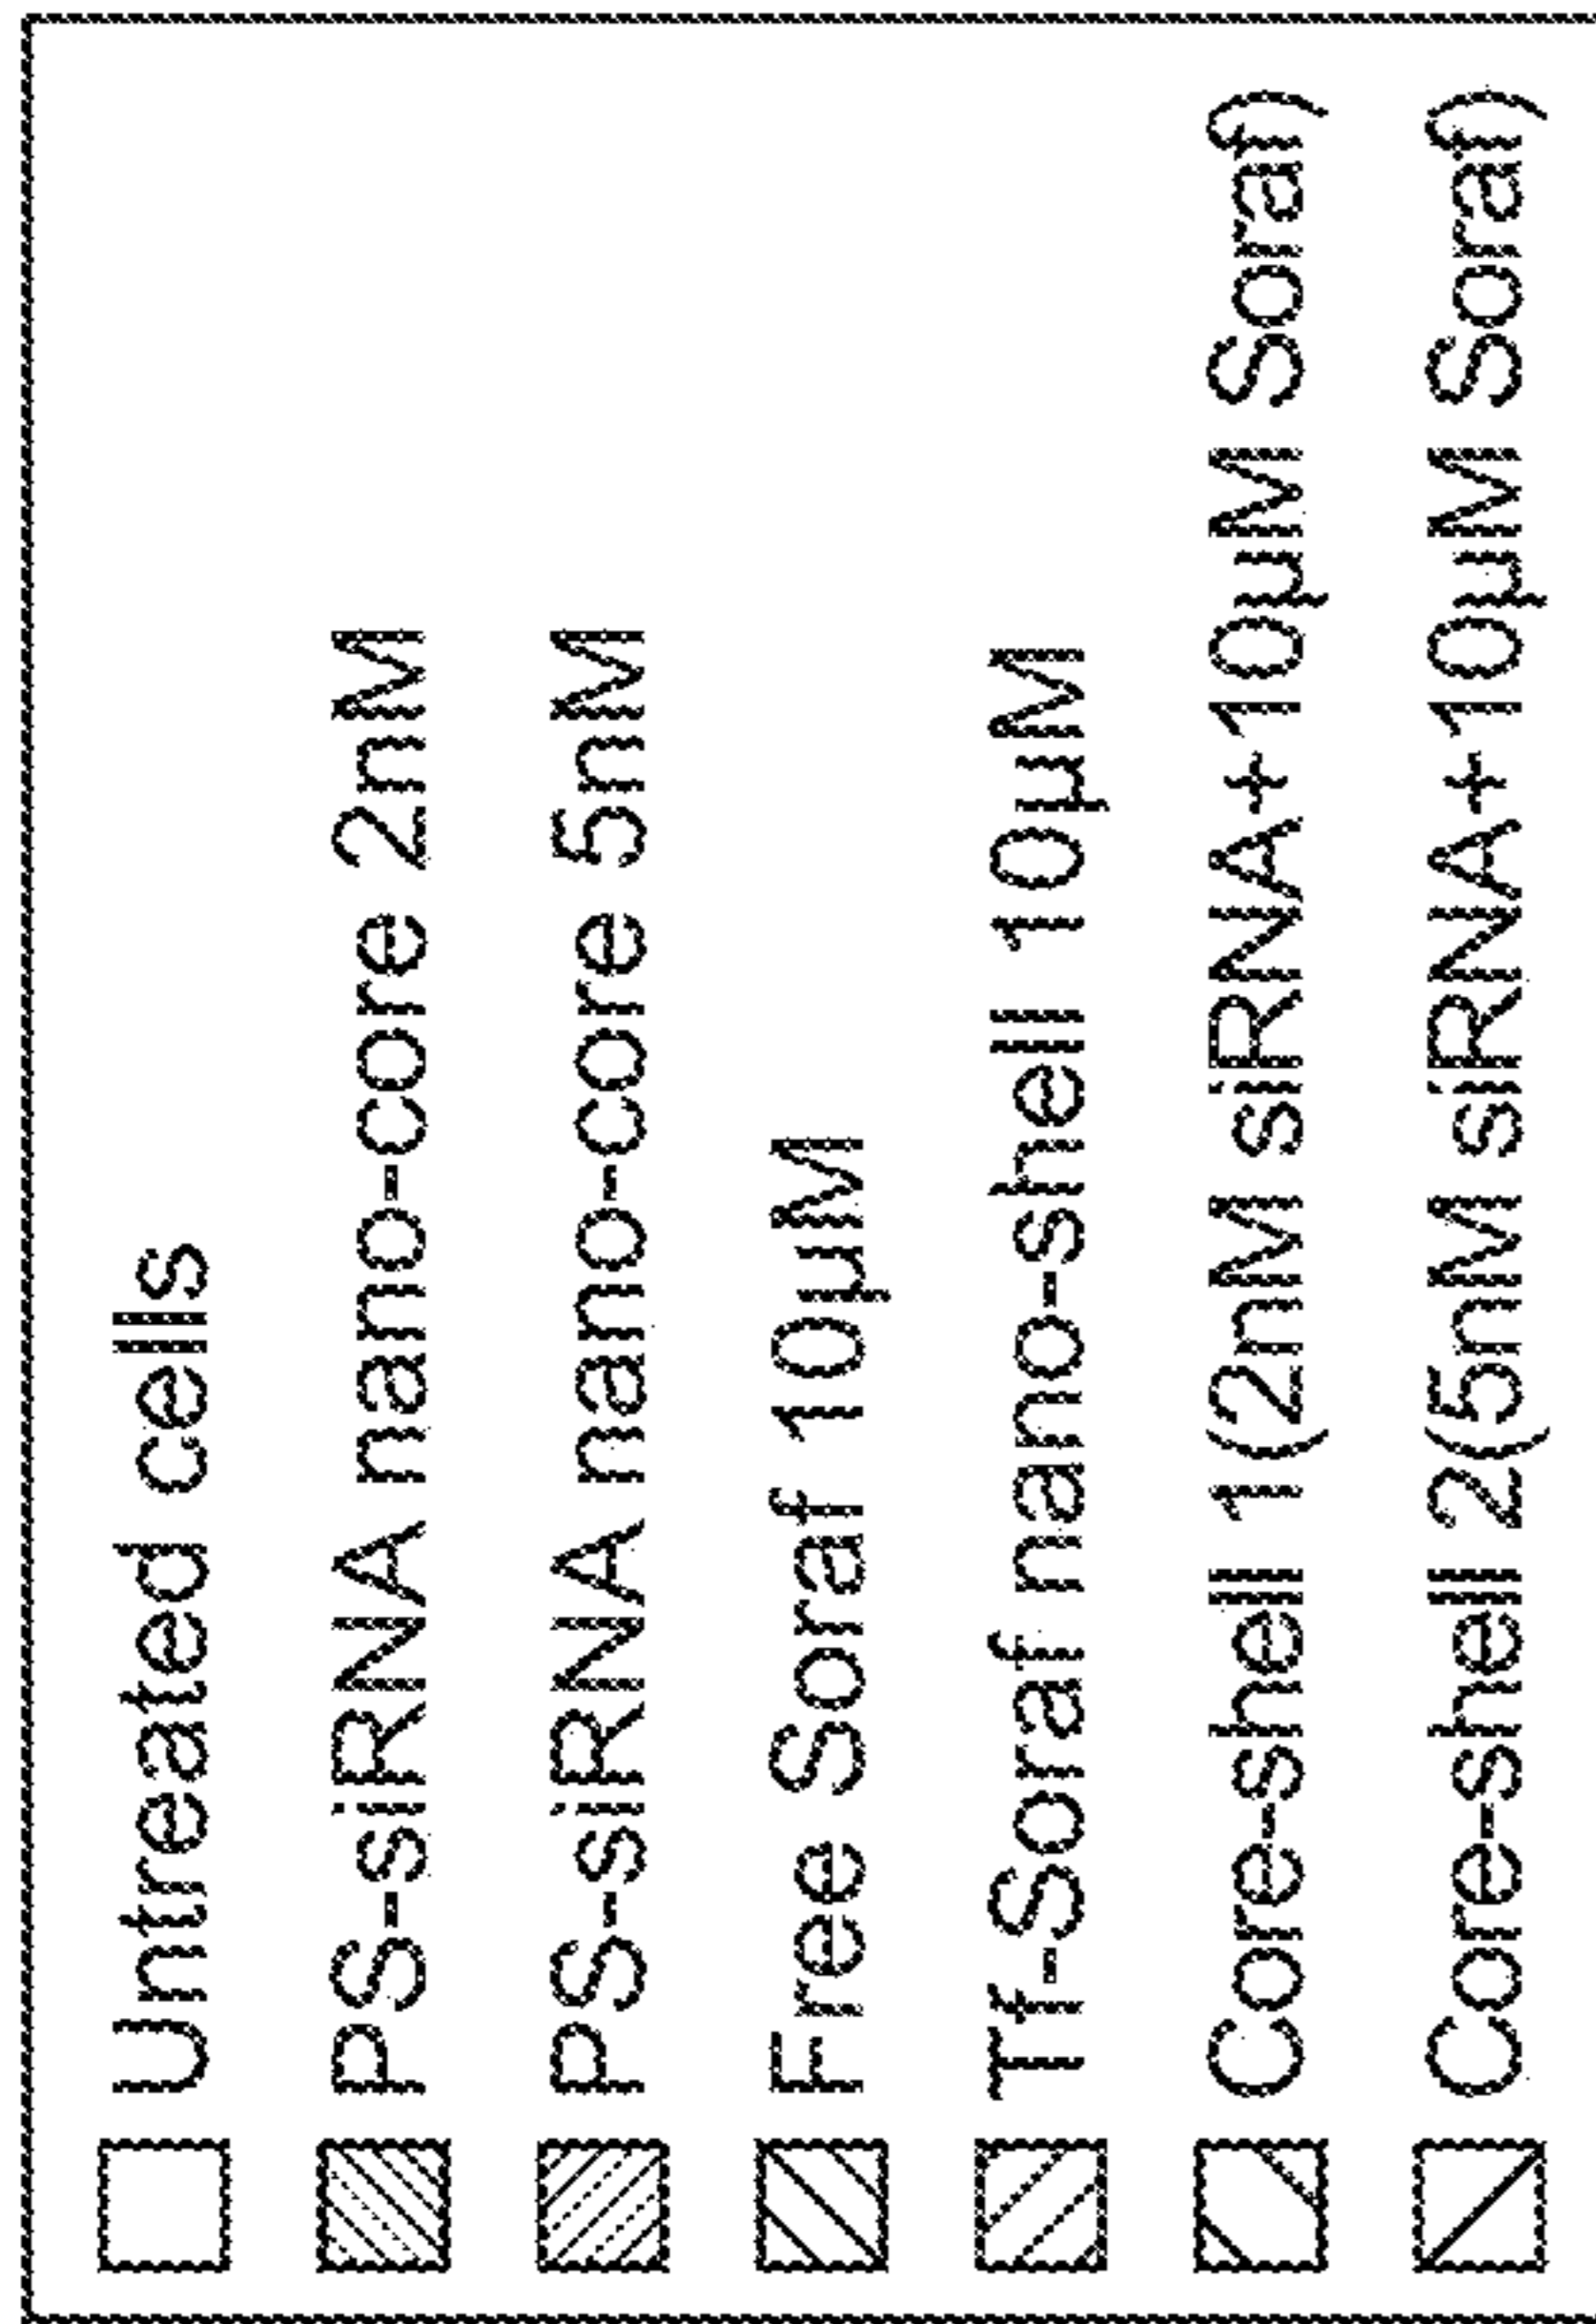 Untreated cells
PS-siRNA nano-core 2nM
PS-siRNA nano-core 5nM
Free Soraf 10μM
Tf-Soraf nano-shell 10μM
Core-shell 1(2nM siRNA+10μM Soraf)
Core-shell 2(5nM siRNA+10μM Soraf)